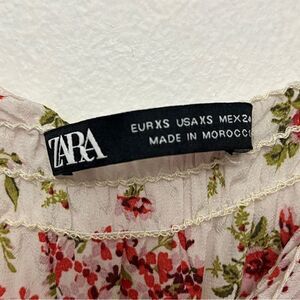 ZARA
EUR XS USA XS MEX 24
MADE IN MOROCCO